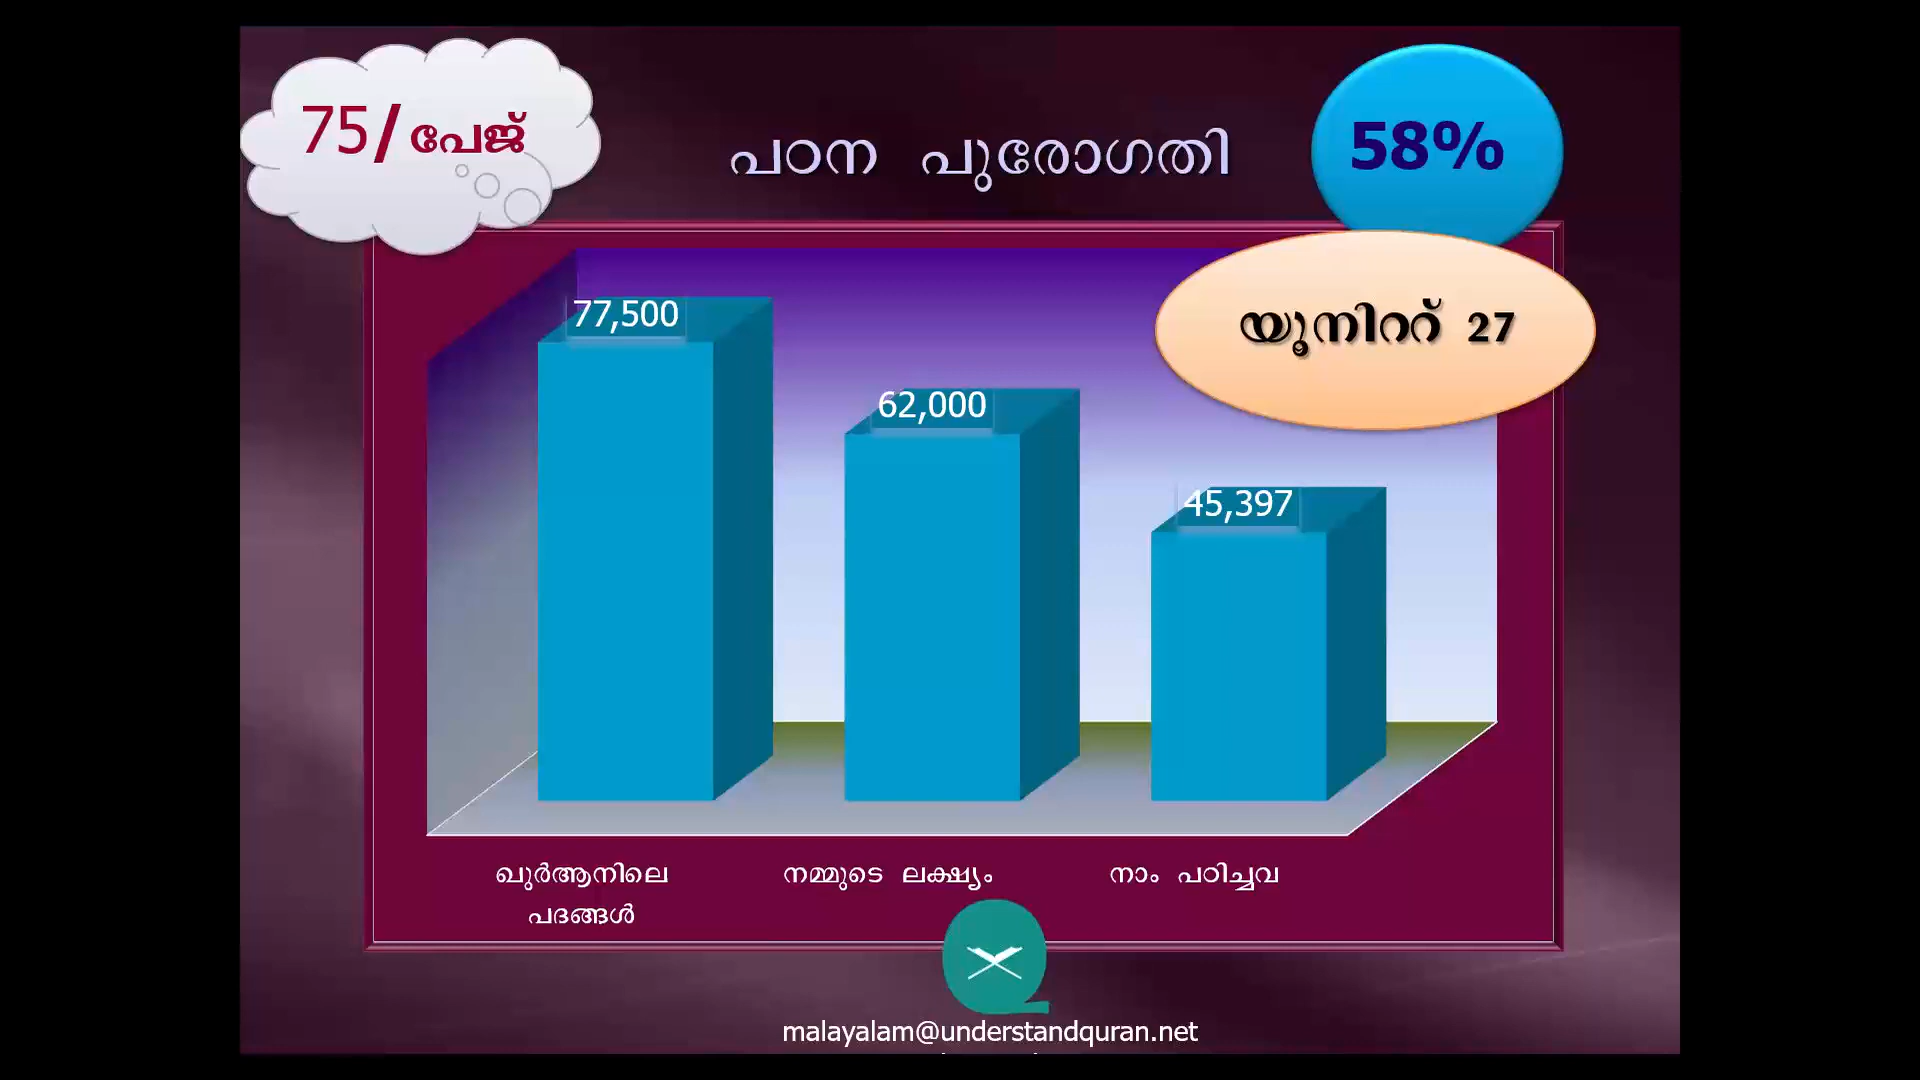 75/പേജ്
പഠന പുരോഗതി
58%
യൂനിററ് 27
77,500
62,000
45,397
ഖുർആനിലെ
പദങ്ങൾ
നമ്മുടെ ലക്ഷ്യം
നാം പഠിച്ചവ
malayalam@understandquran.net